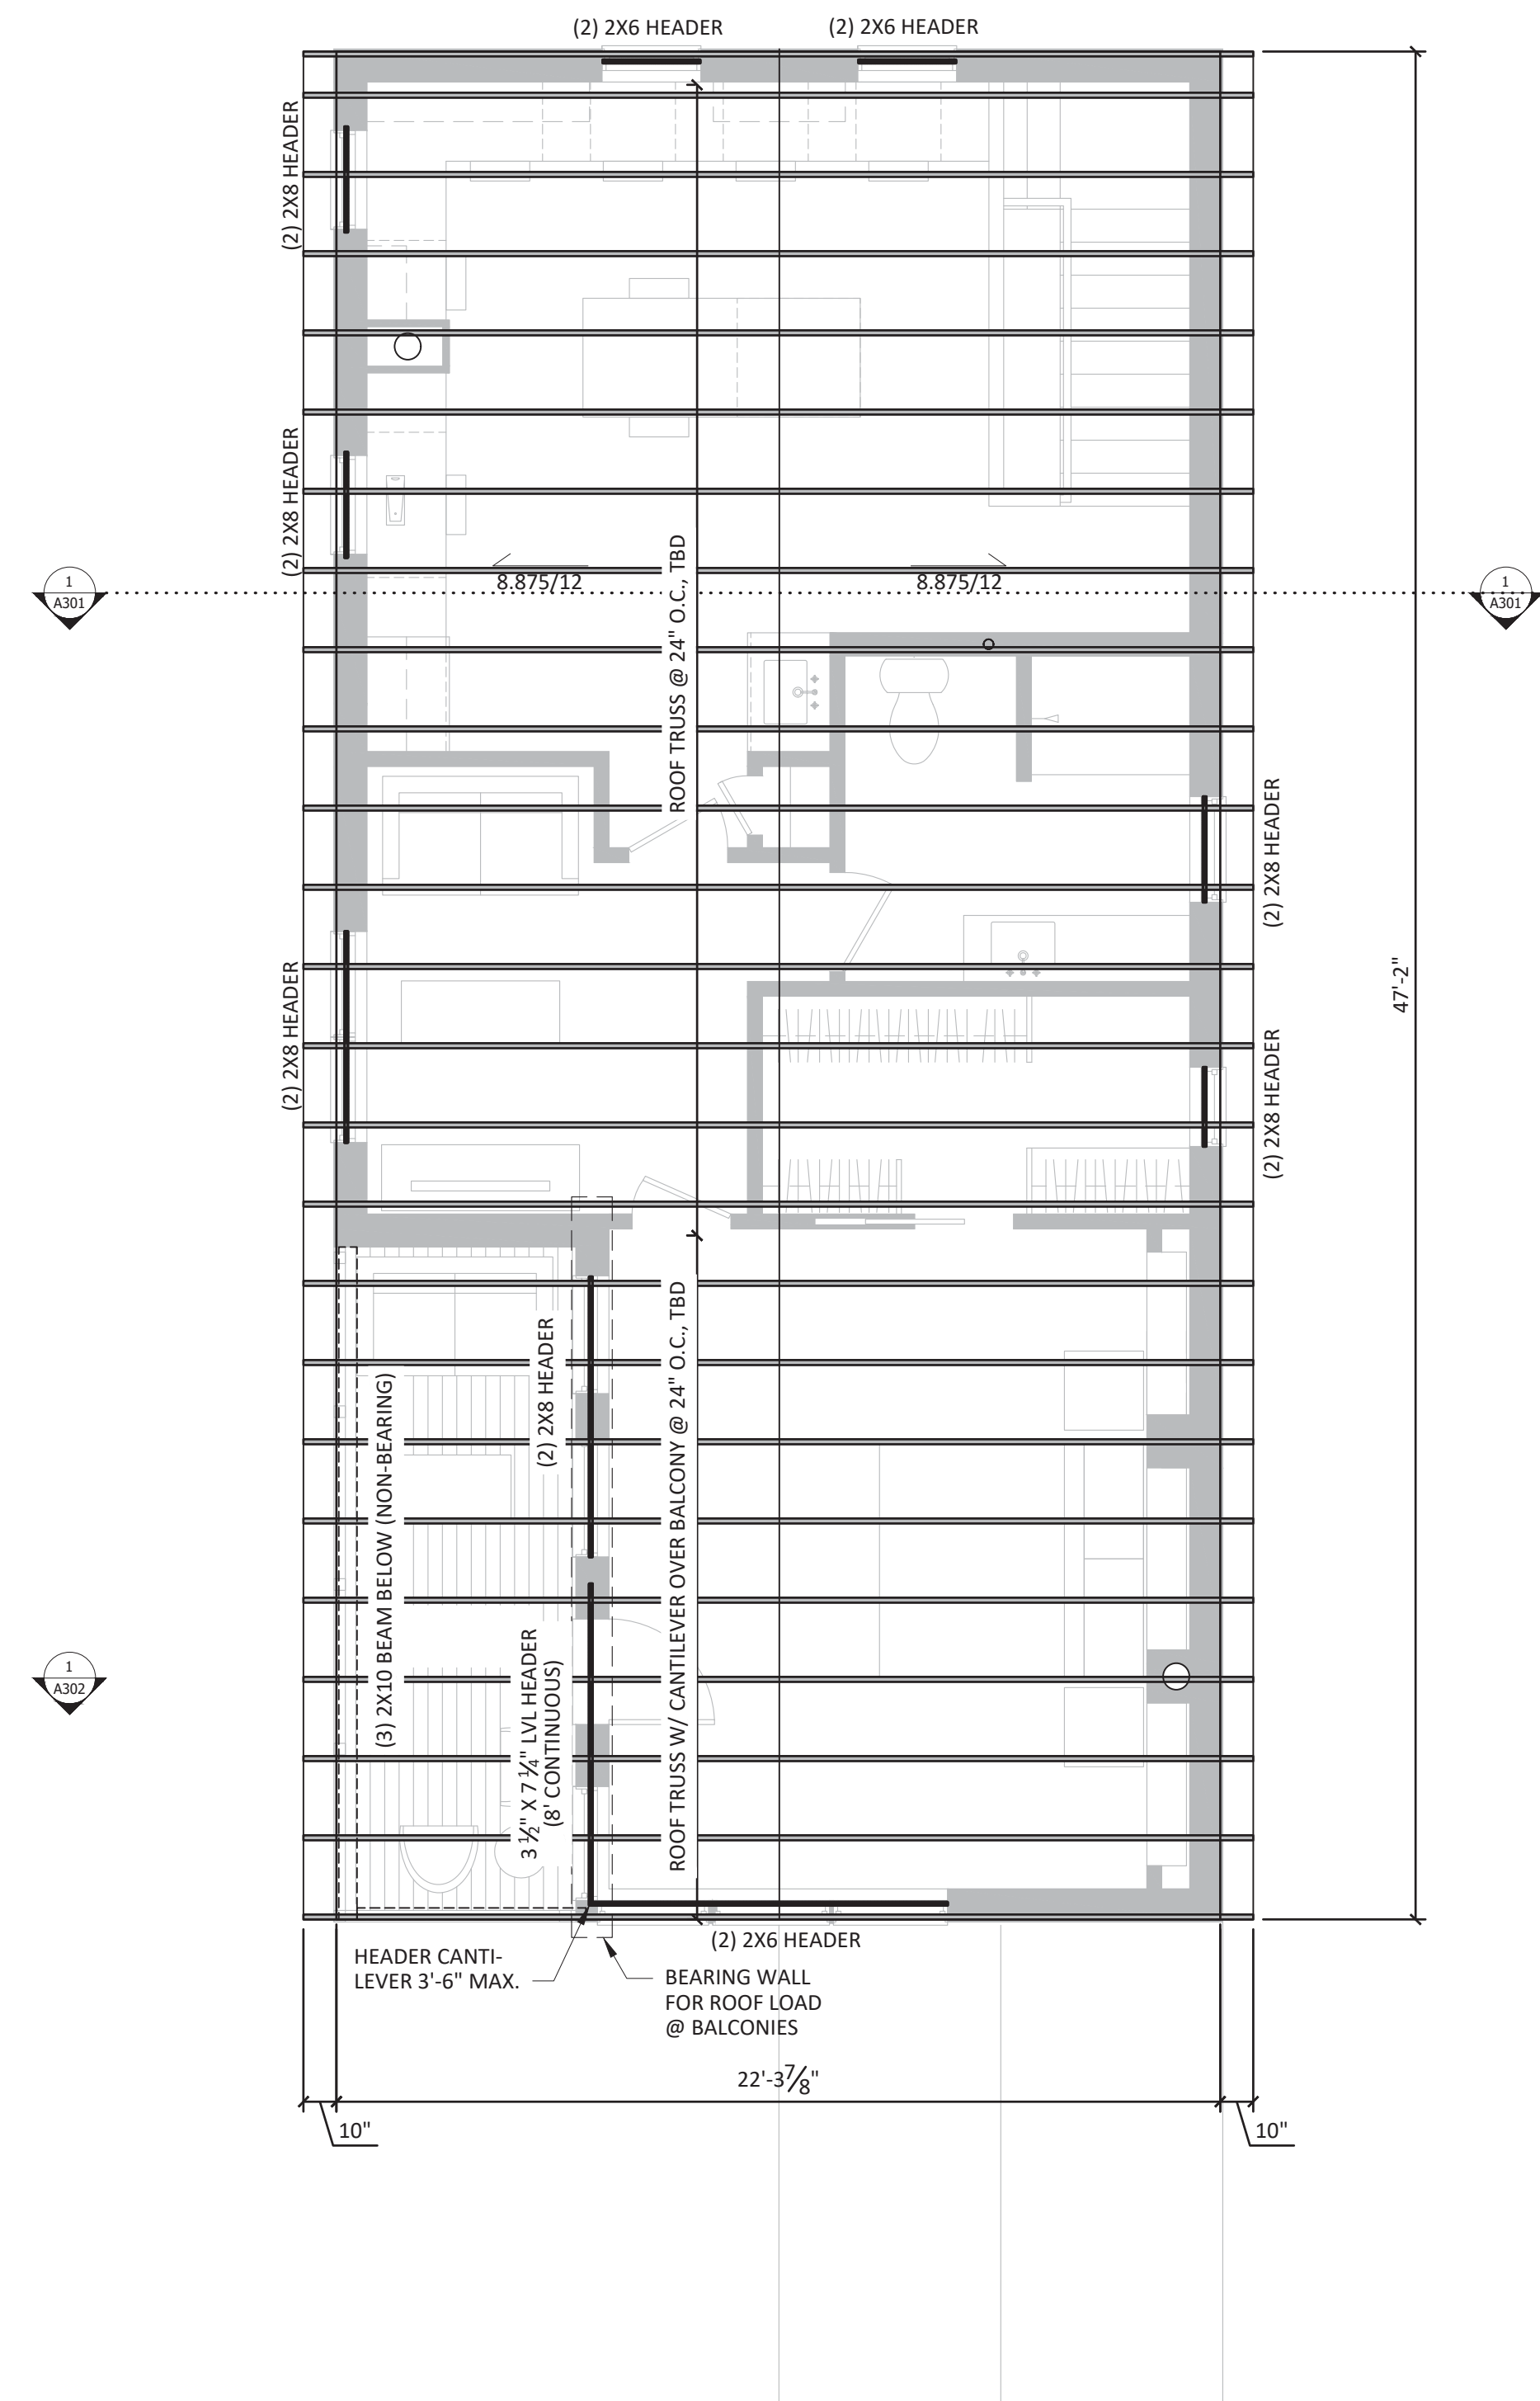 (2) 2X6 HEADER
(2) 2X6 HEADER
(2) 2X8 HEADER
(2) 2X8 HEADER
8.875/12
8.875/12
1
A301
1
A301
ROOF TRUSS @ 24" O.C., TBD
(2) 2X8 HEADER
(2) 2X8 HEADER
47'-2"
(2) 2X8 HEADER
(2) 2X8 HEADER
ROOF TRUSS W/ CANTILEVER OVER BALCONY @ 24" O.C., TBD
(3) 2X10 BEAM BELOW (NON-BEARING)
3 1/2" X 7 1/4" LVL HEADER
(8' CONTINUOUS)
1
A302
(2) 2X6 HEADER
HEADER CANTI-
LEVER 3'-6" MAX.
BEARING WALL
FOR ROOF LOAD
@ BALCONIES
22'-3 7/8"
10"
10"